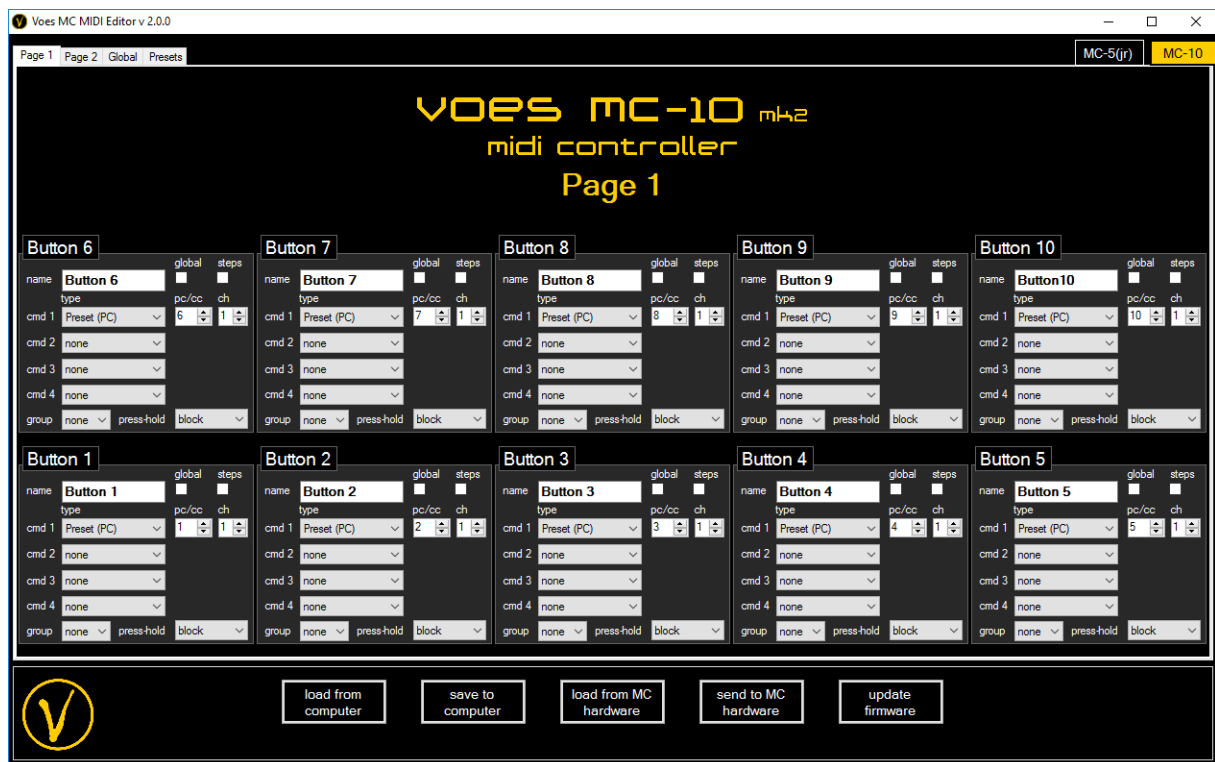 Voes MC MIDI Editor v 2.0.0
Page 1 Page 2 Global Presets MC-5(jr) MC-10
voes mc-10 mk2
midi controller
Page 1
Button 6 Button 7 Button 8 Button 9 Button 10
global steps global steps global steps global steps global steps
name Button 6 name Button 7 name Button 8 name Button 9 name Button10
type pc/cc ch type pc/cc ch type pc/cc ch type pc/cc ch type pc/cc ch
cmd 1 Preset (PC) 6 1 cmd 1 Preset (PC) 7 1 cmd 1 Preset (PC) 8 1 cmd 1 Preset (PC) 9 1 cmd 1 Preset (PC) 10 1
cmd 2 none cmd 2 none cmd 2 none cmd 2 none cmd 2 none
cmd 3 none cmd 3 none cmd 3 none cmd 3 none cmd 3 none
cmd 4 none cmd 4 none cmd 4 none cmd 4 none cmd 4 none
group none press-hold block group none press-hold block group none press-hold block group none press-hold block group none press-hold block
Button 1 Button 2 Button 3 Button 4 Button 5
global steps global steps global steps global steps global steps
name Button 1 name Button 2 name Button 3 name Button 4 name Button 5
type pc/cc ch type pc/cc ch type pc/cc ch type pc/cc ch type pc/cc ch
cmd 1 Preset (PC) 1 1 cmd 1 Preset (PC) 2 1 cmd 1 Preset (PC) 3 1 cmd 1 Preset (PC) 4 1 cmd 1 Preset (PC) 5 1
cmd 2 none cmd 2 none cmd 2 none cmd 2 none cmd 2 none
cmd 3 none cmd 3 none cmd 3 none cmd 3 none cmd 3 none
cmd 4 none cmd 4 none cmd 4 none cmd 4 none cmd 4 none
group none press-hold block group none press-hold block group none press-hold block group none press-hold block group none press-hold block
V
load from save to load from MC send to MC update
computer computer hardware hardware firmware